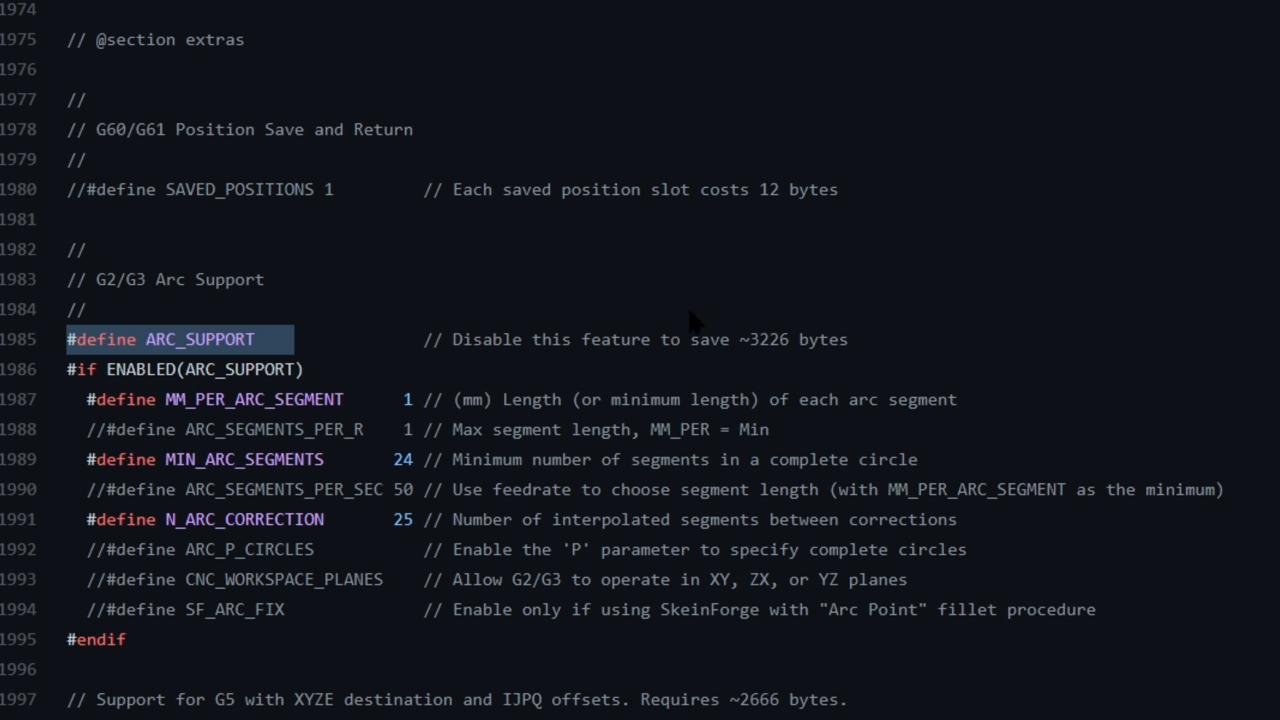 1974
1975 // @section extras
1976
1977 //
1978 // G60/G61 Position Save and Return
1979 //
1980 //#define SAVED_POSITIONS 1         // Each saved position slot costs 12 bytes
1981
1982 //
1983 // G2/G3 Arc Support
1984 //
1985 #define ARC_SUPPORT                 // Disable this feature to save ~3226 bytes
1986 #if ENABLED(ARC_SUPPORT)
1987   #define MM_PER_ARC_SEGMENT      1 // (mm) Length (or minimum length) of each arc segment
1988   //#define ARC_SEGMENTS_PER_R    1 // Max segment length, MM_PER = Min
1989   #define MIN_ARC_SEGMENTS       24 // Minimum number of segments in a complete circle
1990   //#define ARC_SEGMENTS_PER_SEC 50 // Use feedrate to choose segment length (with MM_PER_ARC_SEGMENT as the minimum)
1991   #define N_ARC_CORRECTION       25 // Number of interpolated segments between corrections
1992   //#define ARC_P_CIRCLES           // Enable the 'P' parameter to specify complete circles
1993   //#define CNC_WORKSPACE_PLANES    // Allow G2/G3 to operate in XY, ZX, or YZ planes
1994   //#define SF_ARC_FIX              // Enable only if using SkeinForge with "Arc Point" fillet procedure
1995 #endif
1996
1997 // Support for G5 with XYZE destination and IJPQ offsets. Requires ~2666 bytes.